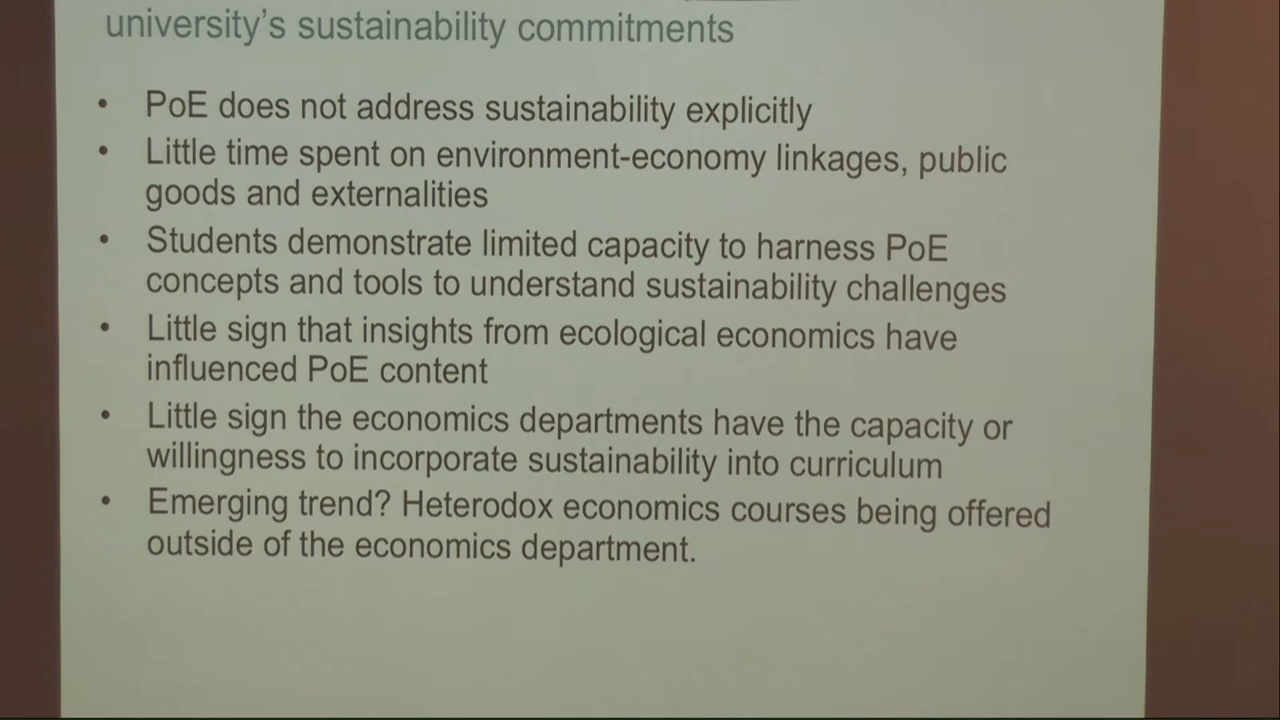 university’s sustainability commitments
• PoE does not address sustainability explicitly
• Little time spent on environment-economy linkages, public
goods and externalities
• Students demonstrate limited capacity to harness PoE
concepts and tools to understand sustainability challenges
• Little sign that insights from ecological economics have
influenced PoE content
• Little sign the economics departments have the capacity or
willingness to incorporate sustainability into curriculum
• Emerging trend? Heterodox economics courses being offered
outside of the economics department.